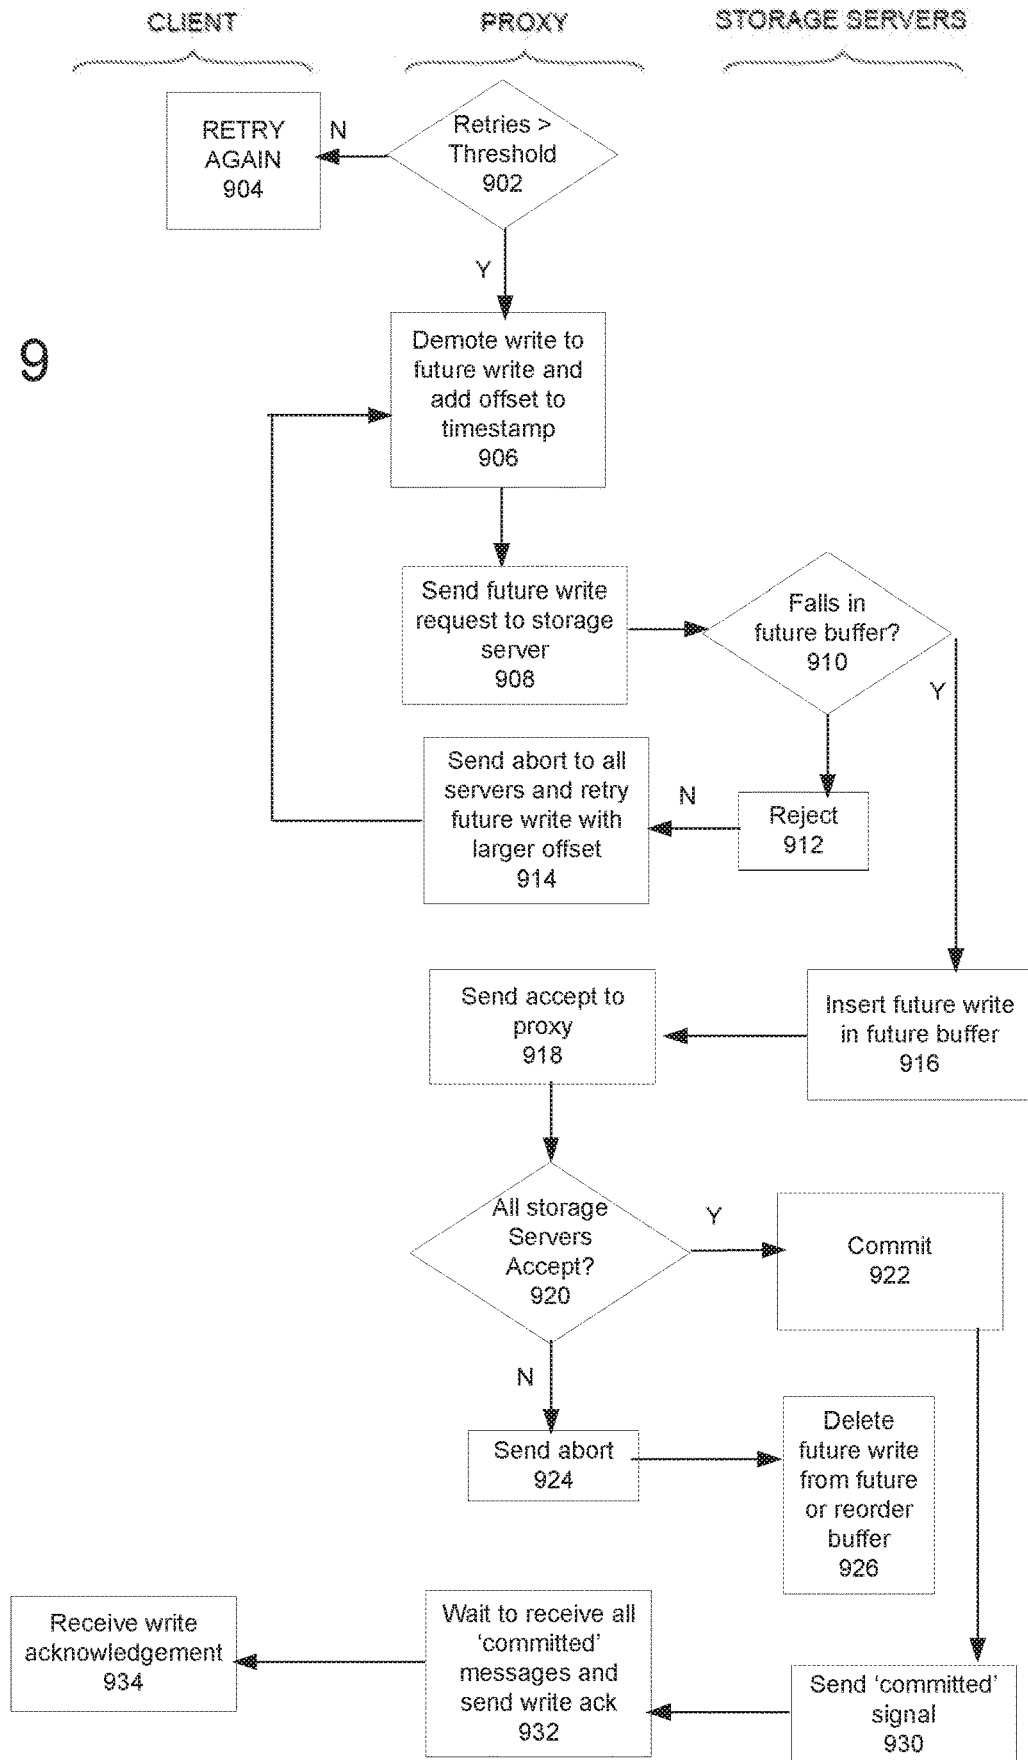 CLIENT
PROXY
STORAGE SERVERS
RETRY
AGAIN
904
N
Retries >
Threshold
902
Y
9
Demote write to
future write and
add offset to
timestamp
906
Send future write
request to storage
server
908
Falls in
future buffer?
910
Y
Send abort to all
servers and retry
future write with
larger offset
914
N
Reject
912
Send accept to
proxy
918
Insert future write
in future buffer
916
All storage
Servers
Accept?
920
Y
Commit
922
N
Send abort
924
Delete
future write
from future
or reorder
buffer
926
Receive write
acknowledgement
934
Wait to receive all
‘committed’
messages and
send write ack
932
Send ‘committed’
signal
930